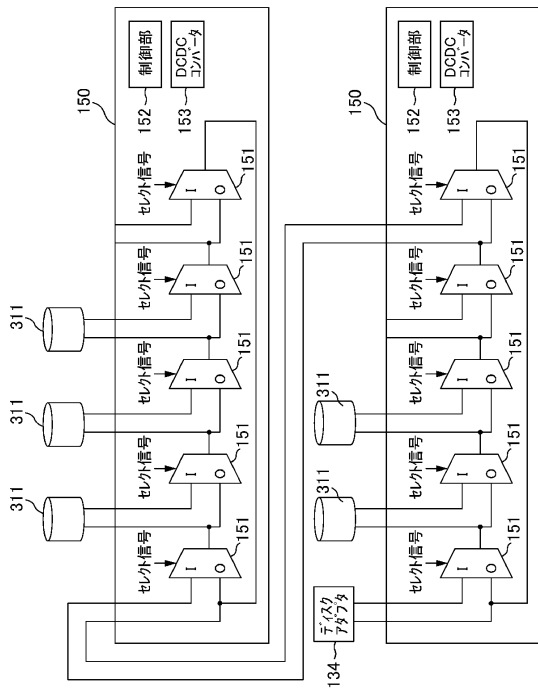 150
制御部
152
DCDC
コンバータ
153
セレクト信号
セレクト信号
セレクト信号
セレクト信号
セレクト信号
311
311
311
I
O
151
I
O
151
I
O
151
I
O
151
I
O
151
150
制御部
152
DCDC
コンバータ
153
セレクト信号
セレクト信号
セレクト信号
セレクト信号
セレクト信号
311
311
I
O
151
I
O
151
I
O
151
I
O
151
I
O
151
ディスク
アダプタ
134